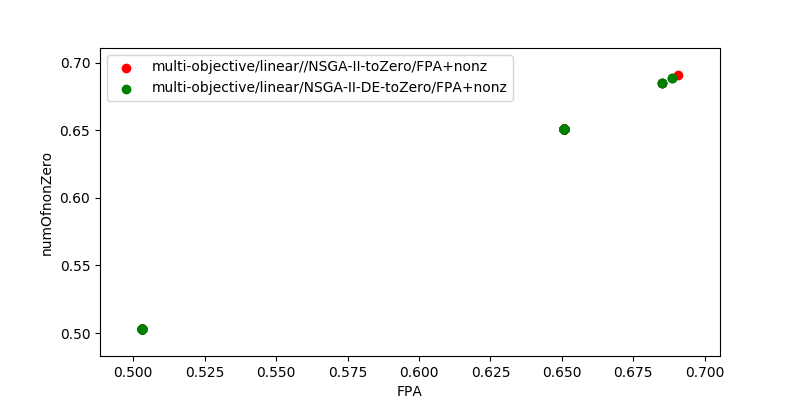 multi-objective/linear//NSGA-II-toZero/FPA+nonz
multi-objective/linear/NSGA-II-DE-toZero/FPA+nonz
numOfnonZero
0.70
0.65
0.60
0.55
0.50
0.500 0.525 0.550 0.575 0.600 0.625 0.650 0.675 0.700
FPA